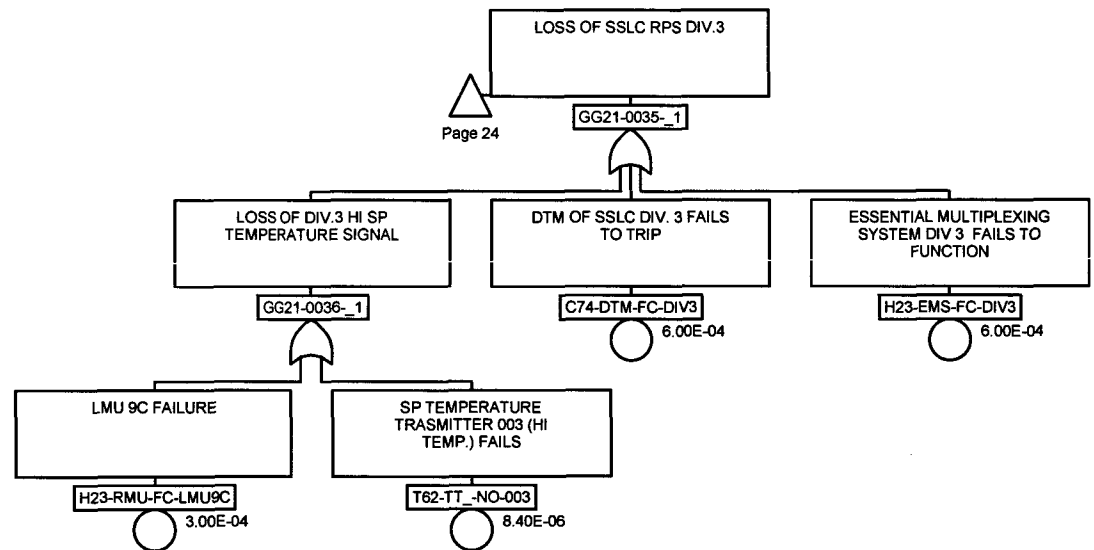 LOSS OF SSLC RPS DIV.3
Page 24
GG21-0035-_1
LOSS OF DIV.3 HI SP
TEMPERATURE SIGNAL
DTM OF SSLC DIV. 3 FAILS
TO TRIP
ESSENTIAL MULTIPLEXING
SYSTEM DIV 3 FAILS TO
FUNCTION
GG21-0036-_1
C74-DTM-FC-DIV3
6.00E-04
H23-EMS-FC-DIV3
6.00E-04
LMU 9C FAILURE
SP TEMPERATURE
TRASMITTER 003 (HI
TEMP.) FAILS
H23-RMU-FC-LMU9C
3.00E-04
T62-TT_-NO-003
8.40E-06